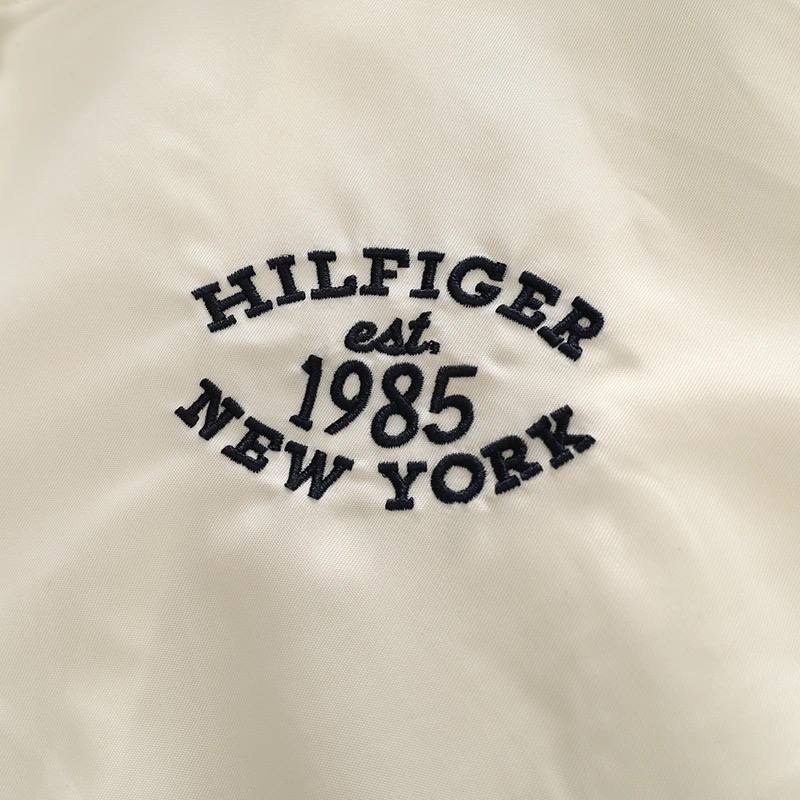 HILFIGER
est.
1985
NEW YORK